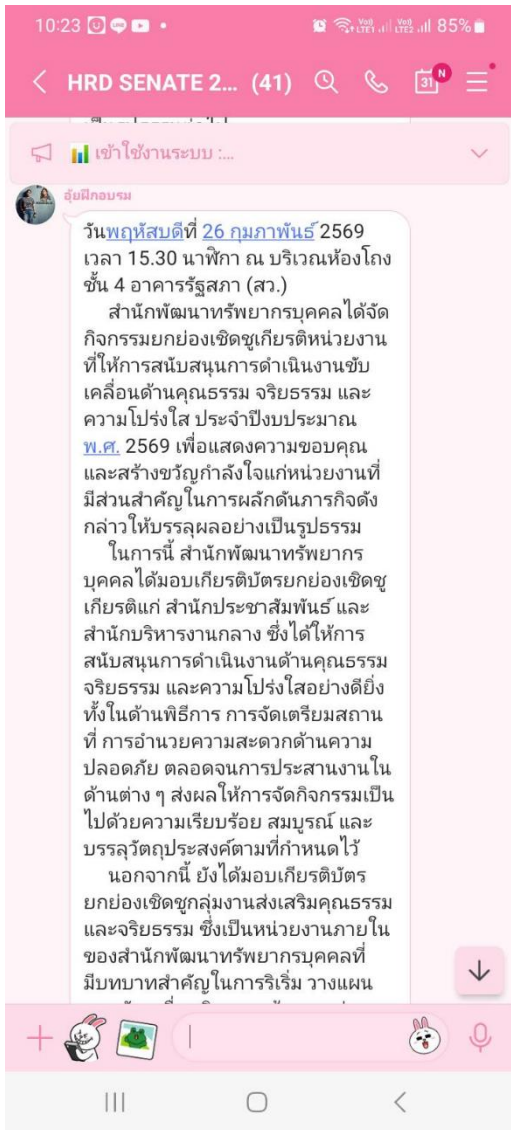 10:23
85%
HRD SENATE 2... (41)
31
N
เข้าใช้งานระบบ :...
อุ้ยฝึกอบรม
วันพฤหัสบดีที่ 26 กุมภาพันธ์ 2569
เวลา 15.30 นาฬิกา ณ บริเวณห้องโถง
ชั้น 4 อาคารรัฐสภา (สว.)
สำนักพัฒนาทรัพยากรบุคคลได้จัด
กิจกรรมยกย่องเชิดชูเกียรติหน่วยงาน
ที่ให้การสนับสนุนการดำเนินงานขับ
เคลื่อนด้านคุณธรรม จริยธรรม และ
ความโปร่งใส ประจำปีงบประมาณ
พ.ศ. 2569 เพื่อแสดงความขอบคุณ
และสร้างขวัญกำลังใจแก่หน่วยงานที่
มีส่วนสำคัญในการผลักดันภารกิจดัง
กล่าวให้บรรลุผลอย่างเป็นรูปธรรม
ในการนี้ สำนักพัฒนาทรัพยากร
บุคคลได้มอบเกียรติบัตรยกย่องเชิดชู
เกียรติแก่ สำนักประชาสัมพันธ์ และ
สำนักบริหารงานกลาง ซึ่งได้ให้การ
สนับสนุนการดำเนินงานด้านคุณธรรม
จริยธรรม และความโปร่งใสอย่างดียิ่ง
ทั้งในด้านพิธีการ การจัดเตรียมสถาน
ที่ การอำนวยความสะดวกด้านความ
ปลอดภัย ตลอดจนการประสานงานใน
ด้านต่าง ๆ ส่งผลให้การจัดกิจกรรมเป็น
ไปด้วยความเรียบร้อย สมบูรณ์ และ
บรรลุวัตถุประสงค์ตามที่กำหนดไว้
นอกจากนี้ ยังได้มอบเกียรติบัตร
ยกย่องเชิดชูกลุ่มงานส่งเสริมคุณธรรม
และจริยธรรม ซึ่งเป็นหน่วยงานภายใน
ของสำนักพัฒนาทรัพยากรบุคคลที่
มีบทบาทสำคัญในการริเริ่ม วางแผน